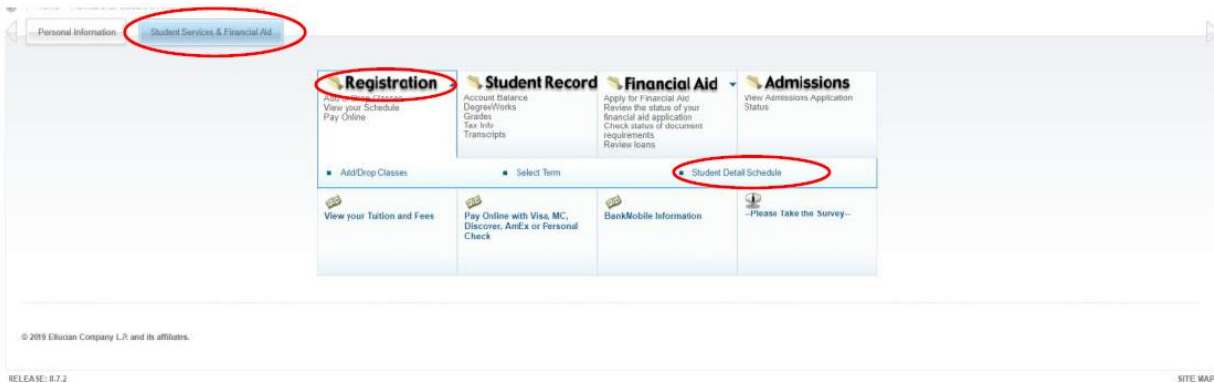 Personal Information
Student Services & Financial Aid
Registration
Add or Drop Classes
View your Schedule
Pay Online
Student Record
Account Balance
DegreeWorks
Grades
Tax Info
Transcripts
Financial Aid
Apply for Financial Aid
Review the status of your
financial aid application
Check status of document
requirements
Review loans
Admissions
View Admissions Application
Status
Add/Drop Classes
Select Term
Student Detail Schedule
View your Tuition and Fees
Pay Online with Visa, MC,
Discover, AmEx or Personal
Check
BankMobile Information
--Please Take the Survey--
© 2019 Ellucian Company L.P. and its affiliates.
RELEASE: 8.7.2
SITE MAP